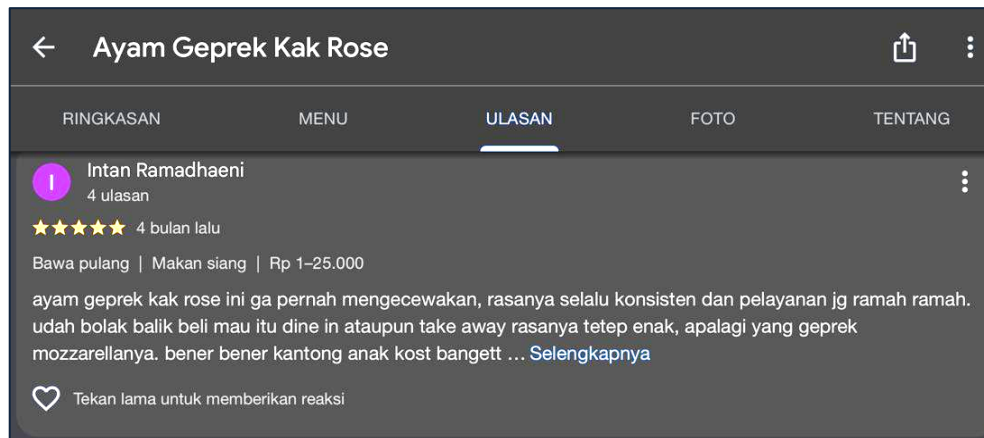 Ayam Geprek Kak Rose
RINGKASAN MENU ULASAN FOTO TENTANG
I
Intan Ramadhaeni
4 ulasan
4 bulan lalu
Bawa pulang | Makan siang | Rp 1–25.000
ayam geprek kak rose ini ga pernah mengecewakan, rasanya selalu konsisten dan pelayanan jg ramah ramah.
udah bolak balik beli mau itu dine in ataupun take away rasanya tetep enak, apalagi yang geprek
mozzarellanya. bener bener kantong anak kost bangett ... Selengkapnya
Tekan lama untuk memberikan reaksi